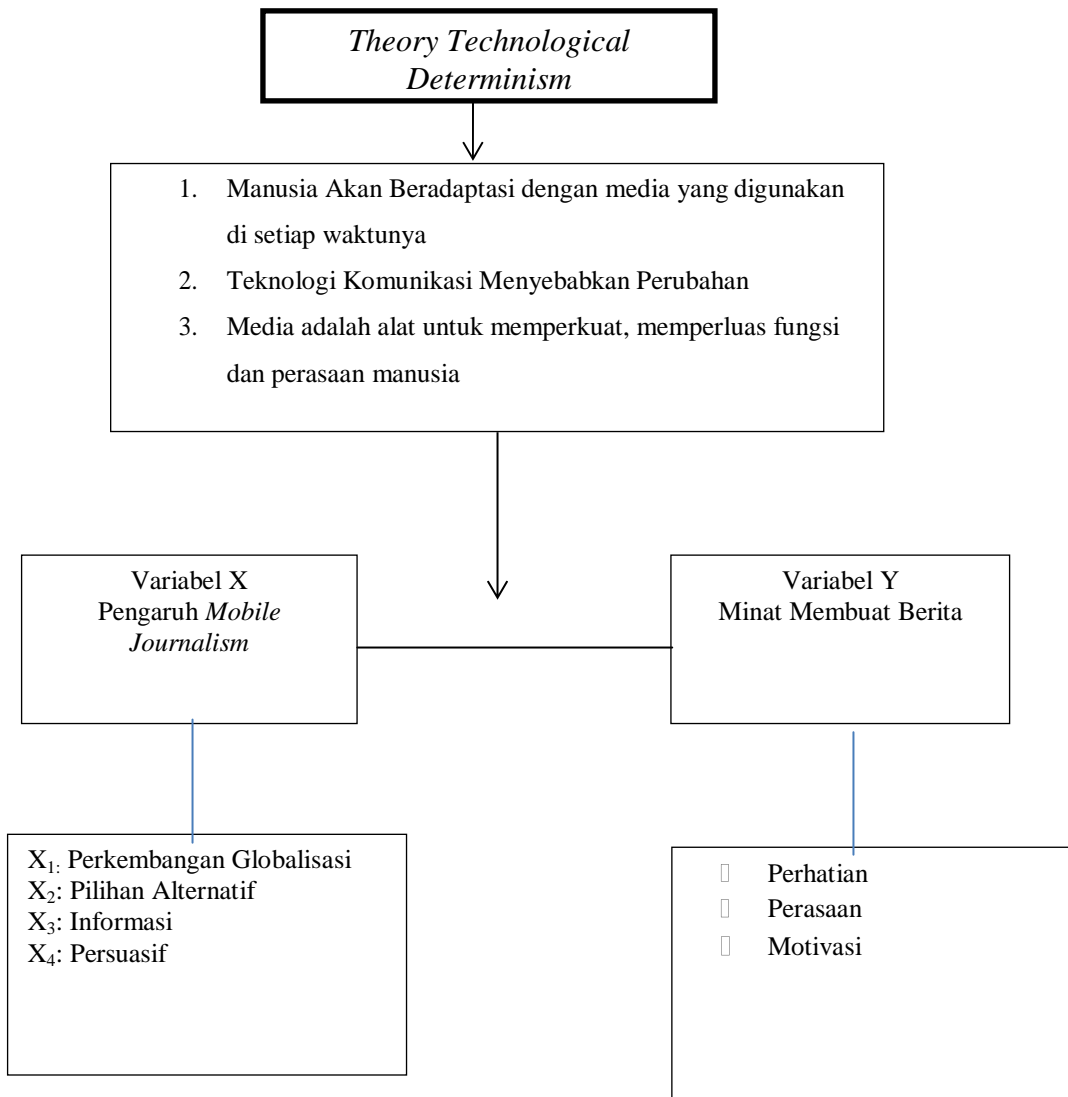 Theory Technological
Determinism
1. Manusia Akan Beradaptasi dengan media yang digunakan
di setiap waktunya
2. Teknologi Komunikasi Menyebabkan Perubahan
3. Media adalah alat untuk memperkuat, memperluas fungsi
dan perasaan manusia
Variabel X
Pengaruh Mobile
Journalism
Variabel Y
Minat Membuat Berita
X1: Perkembangan Globalisasi
X2: Pilihan Alternatif
X3: Informasi
X4: Persuasif
Perhatian
Perasaan
Motivasi